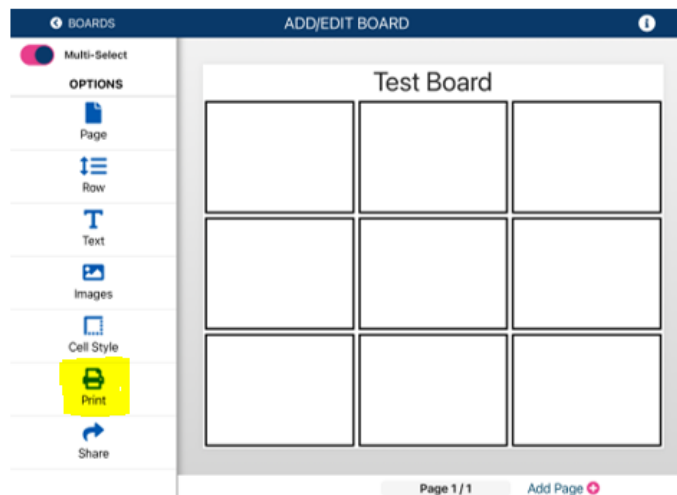 BOARDS
ADD/EDIT BOARD
Multi-Select
OPTIONS
Page
Row
Text
Images
Cell Style
Print
Share
Test Board
Page 1 / 1
Add Page